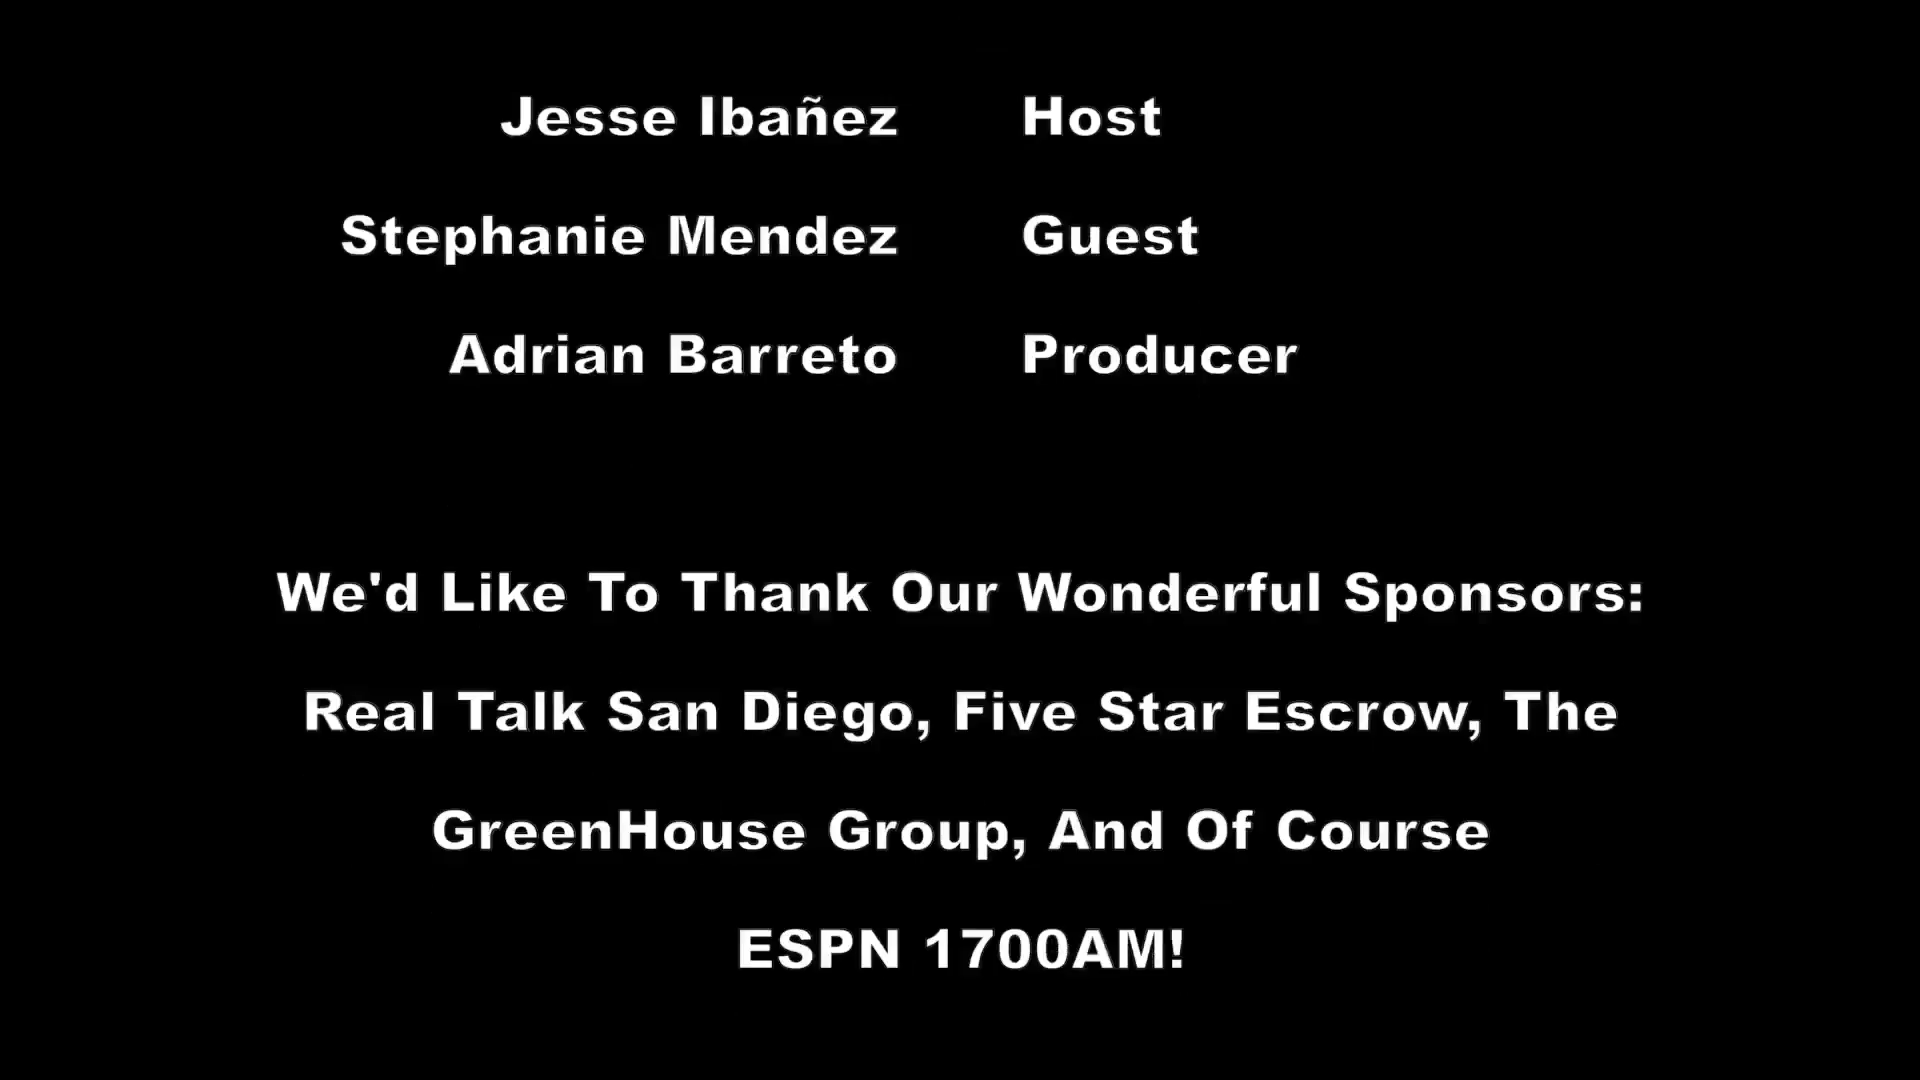 Jesse Ibañez Host
Stephanie Mendez Guest
Adrian Barreto Producer
We'd Like To Thank Our Wonderful Sponsors:
Real Talk San Diego, Five Star Escrow, The
GreenHouse Group, And Of Course
ESPN 1700AM!